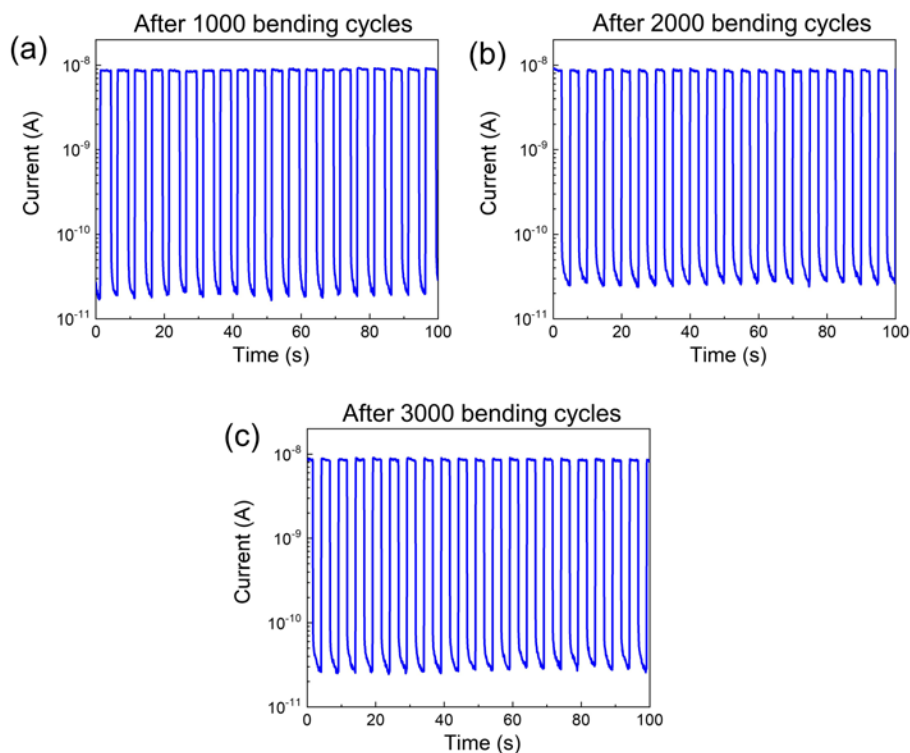 After 1000 bending cycles
(a)
10⁻⁸
10⁻⁹
10⁻¹⁰
10⁻¹¹
Current (A)
0 20 40 60 80 100
Time (s)
After 2000 bending cycles
(b)
10⁻⁸
10⁻⁹
10⁻¹⁰
10⁻¹¹
Current (A)
0 20 40 60 80 100
Time (s)
After 3000 bending cycles
(c)
10⁻⁸
10⁻⁹
10⁻¹⁰
10⁻¹¹
Current (A)
0 20 40 60 80 100
Time (s)